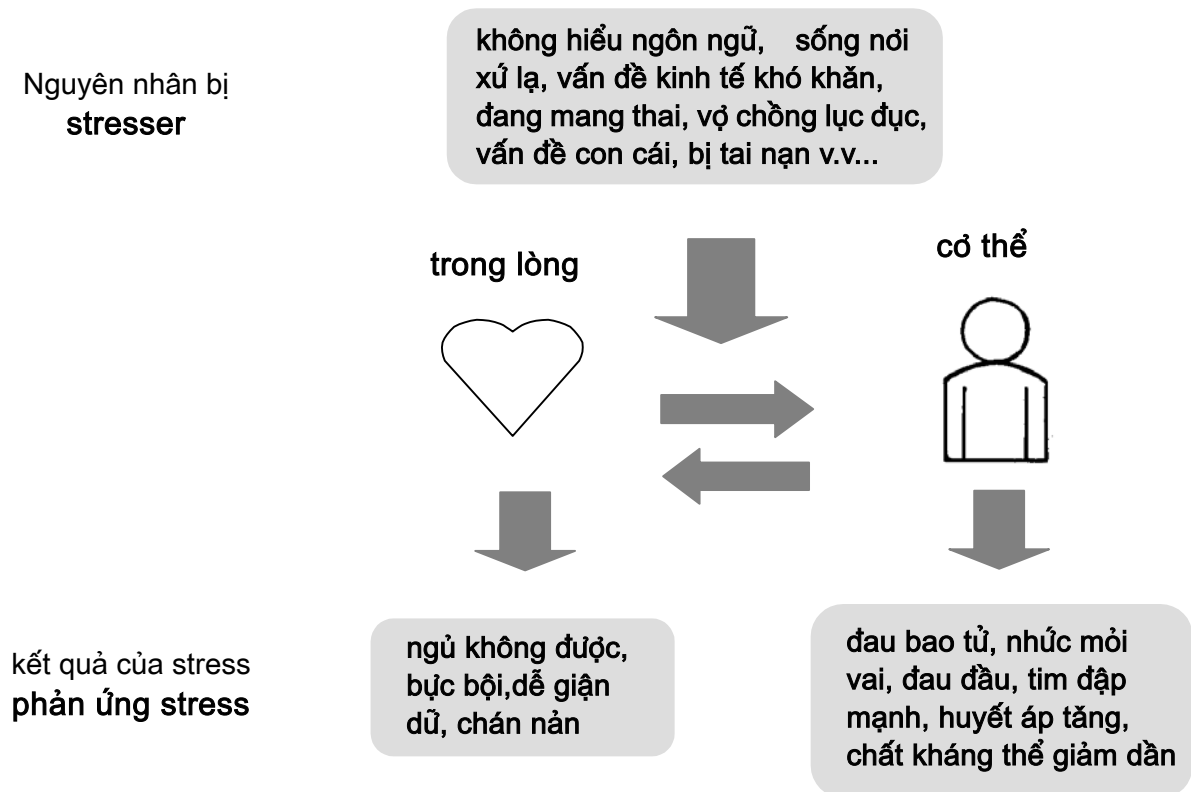 không hiểu ngôn ngữ, sống nơi
xứ lạ, vấn đề kinh tế khó khăn,
đang mang thai, vợ chồng lục đục,
vấn đề con cái, bị tai nạn v.v...
Nguyên nhân bị
stresser
trong lòng
cơ thể
kết quả của stress
phản ứng stress
ngủ không được,
bực bội,dễ giận
dữ, chán nản
đau bao tử, nhức mỏi
vai, đau đầu, tim đập
mạnh, huyết áp tăng,
chất kháng thể giảm dần